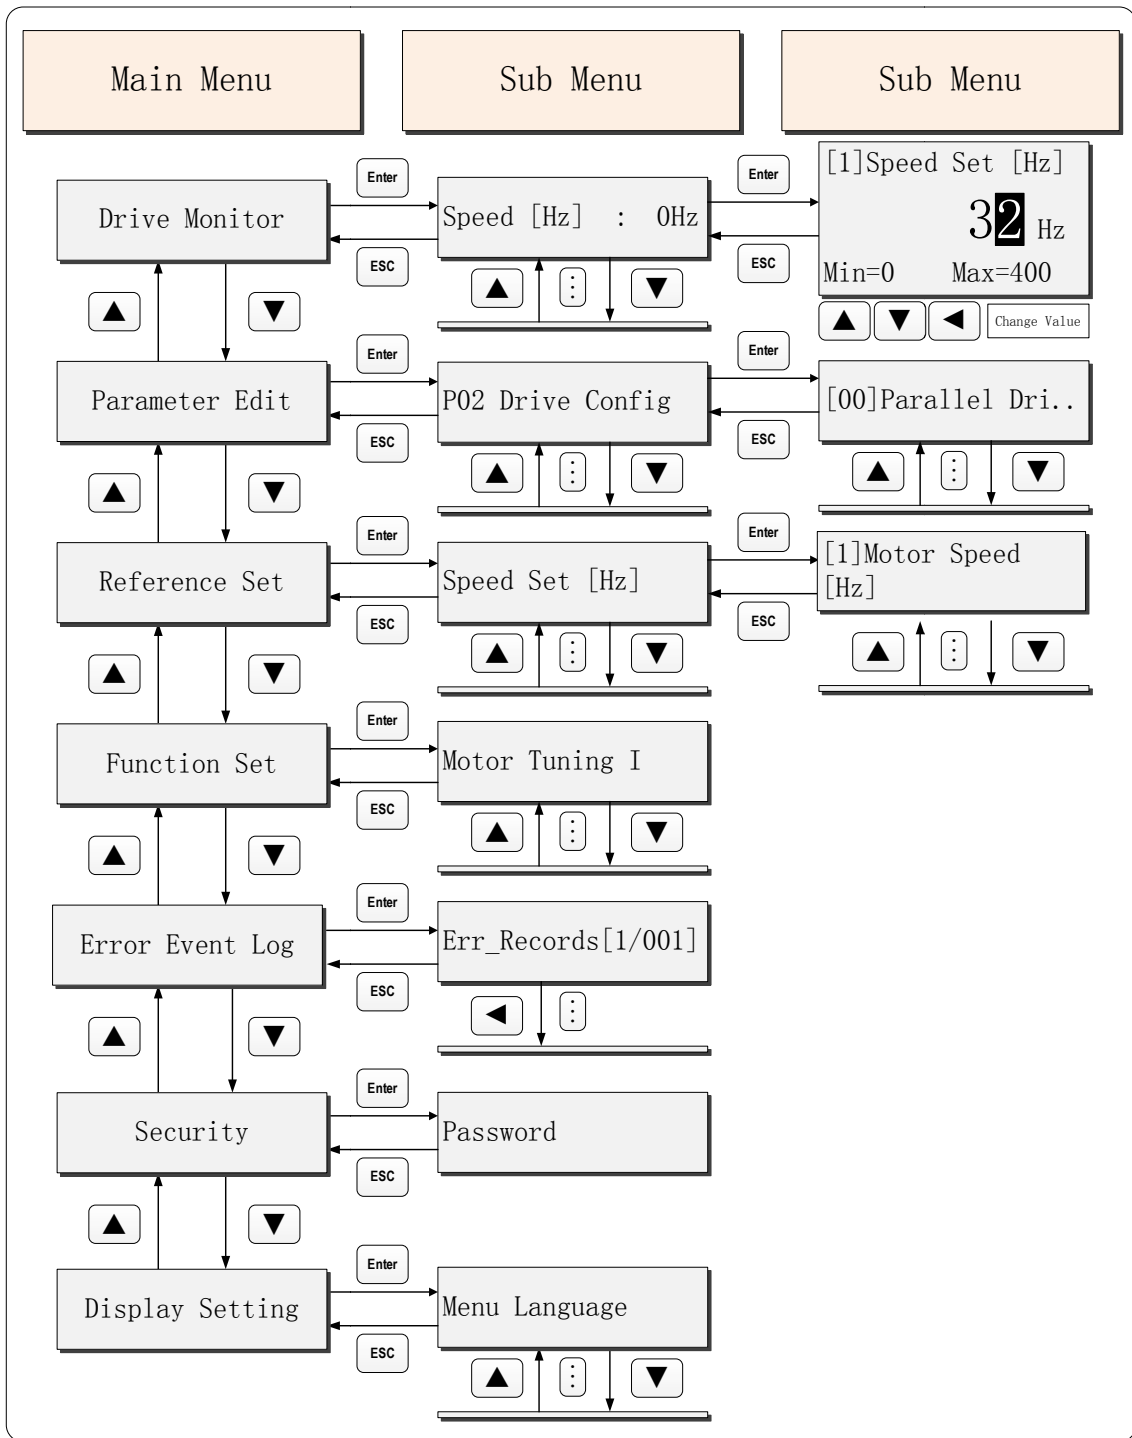 Main Menu
Sub Menu
Sub Menu
Drive Monitor
Enter
ESC
Speed [Hz] : 0Hz
Enter
ESC
[1]Speed Set [Hz]
32 Hz
Min=0 Max=400
Change Value
Parameter Edit
Enter
ESC
P02 Drive Config
Enter
ESC
[00]Parallel Dri..
Reference Set
Enter
ESC
Speed Set [Hz]
Enter
ESC
[1]Motor Speed
[Hz]
Function Set
Enter
ESC
Motor Tuning I
Error Event Log
Enter
ESC
Err_Records[1/001]
Security
Enter
ESC
Password
Display Setting
Enter
ESC
Menu Language